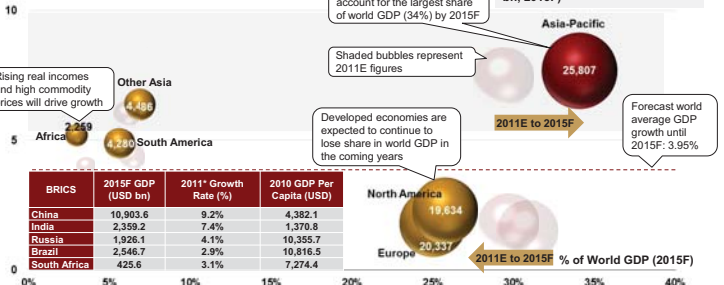 10
account for the largest share
of world GDP (34%) by 2015F
Asia-Pacific
Shaded bubbles represent
2011E figures
25,807
2011E to 2015F
Rising real incomes
and high commodity
prices will drive growth
Other Asia
4,486
Africa
2,259
4,280
South America
5
Developed economies are
expected to continue to
lose share in world GDP in
the coming years
Forecast world
average GDP
growth until
2015F: 3.95%
BRICS
2015F GDP
(USD bn)
2011* Growth
Rate (%)
2010 GDP Per
Capita (USD)
China 10,903.6 9.2% 4,382.1
India 2,359.2 7.4% 1,370.8
Russia 1,926.1 4.1% 10,355.7
Brazil 2,546.7 2.9% 10,816.5
South Africa 425.6 3.1% 7,274.4
North America
19,634
20,337
Europe
2011E to 2015F
% of World GDP (2015F)
0
0% 5% 10% 15% 20% 25% 30% 35% 40%